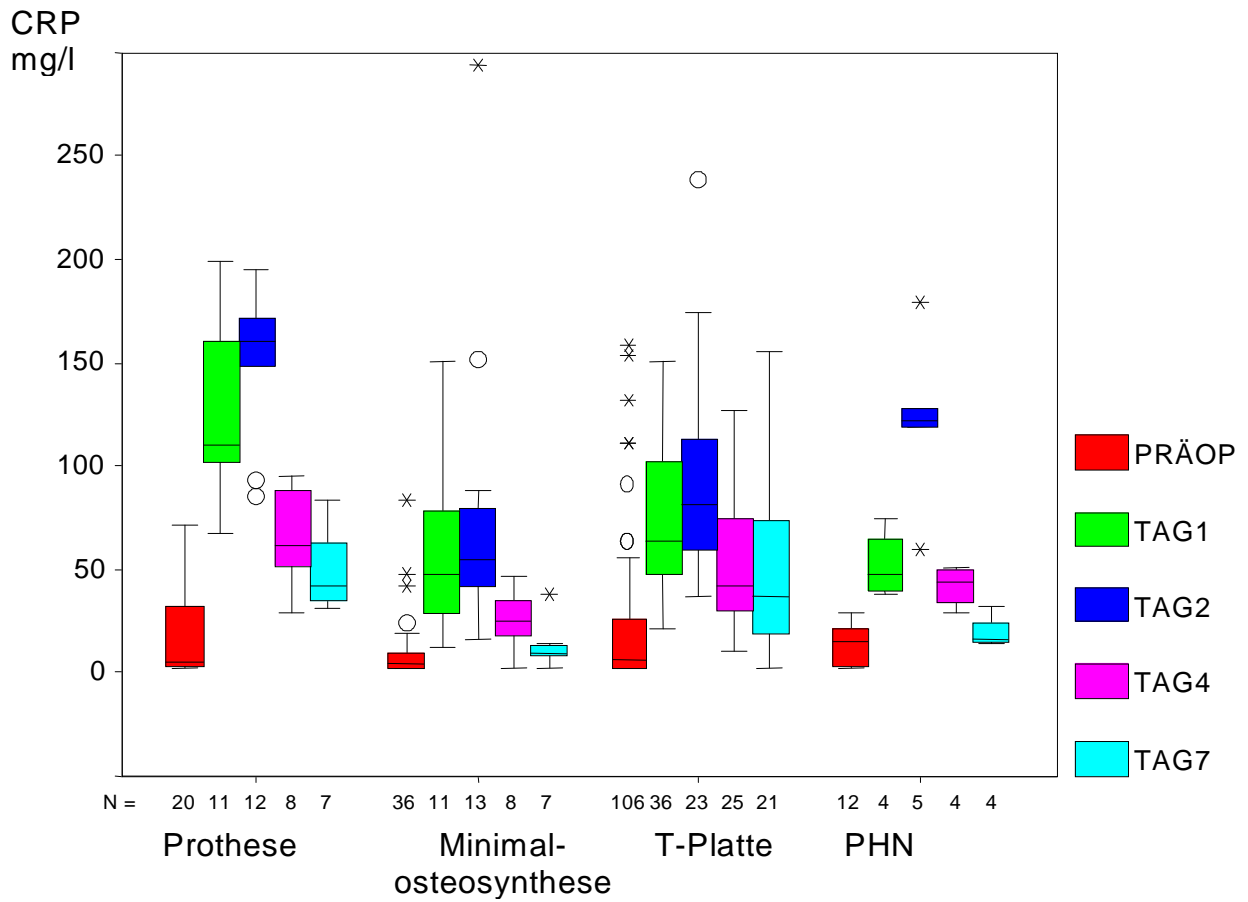 CRP
mg/l
250
200
150
100
50
0
PRÄOP
TAG1
TAG2
TAG4
TAG7
N = 20 11 12 8 7 36 11 13 8 7 106 36 23 25 21 12 4 5 4 4
Prothese Minimal- T-Platte PHN
osteosynthese